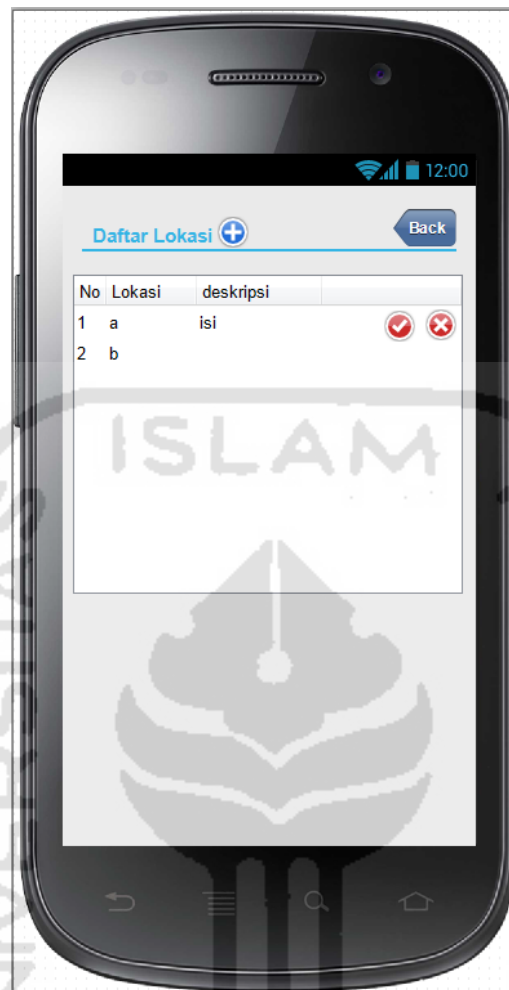 12:00
Daftar Lokasi Back
No Lokasi deskripsi
1 a isi
2 b
ISLAM